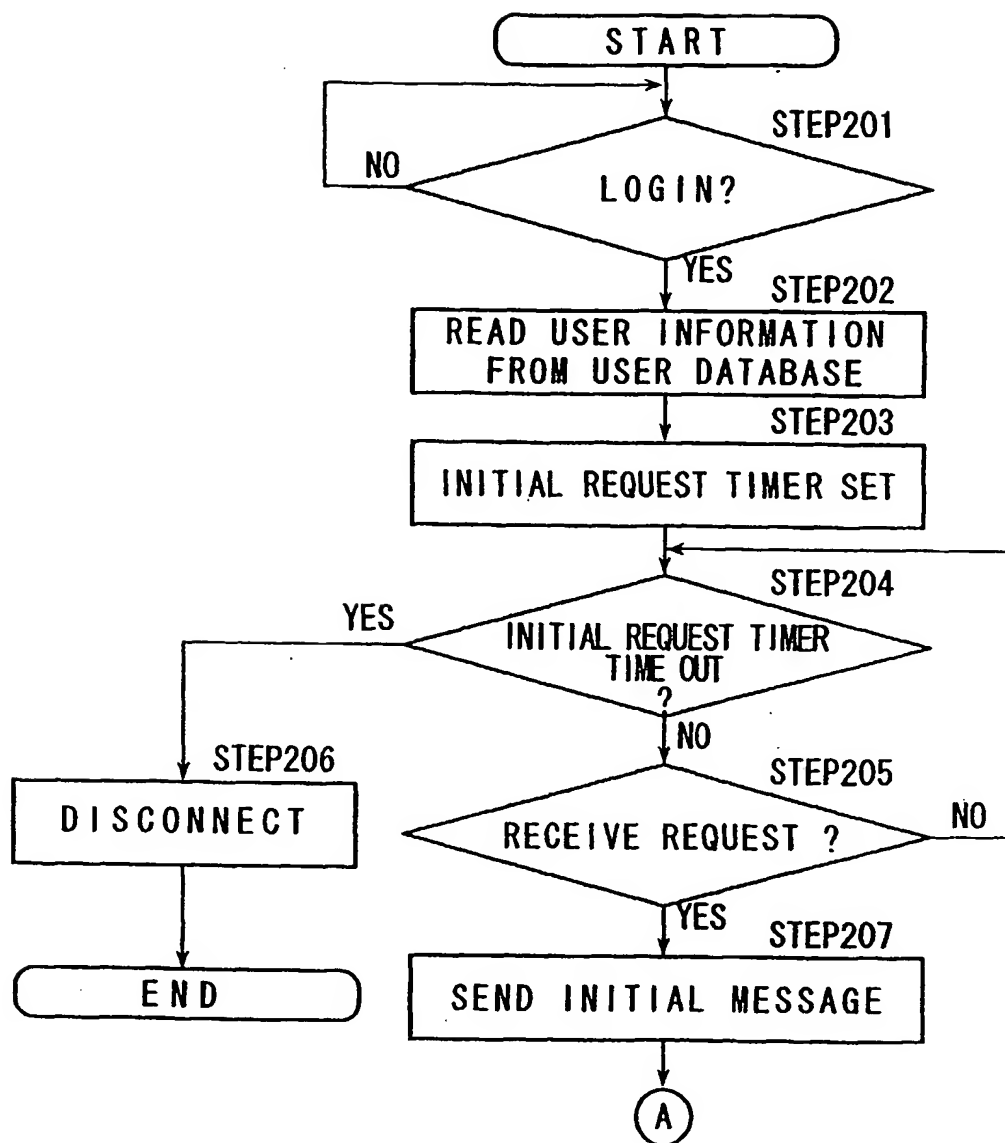 START
STEP201
NO
LOGIN?
YES
STEP202
READ USER INFORMATION
FROM USER DATABASE
STEP203
INITIAL REQUEST TIMER SET
STEP204
YES
INITIAL REQUEST TIMER
TIME OUT
?
NO
STEP206
STEP205
DISCONNECT
RECEIVE REQUEST ?
NO
YES
STEP207
END
SEND INITIAL MESSAGE
A